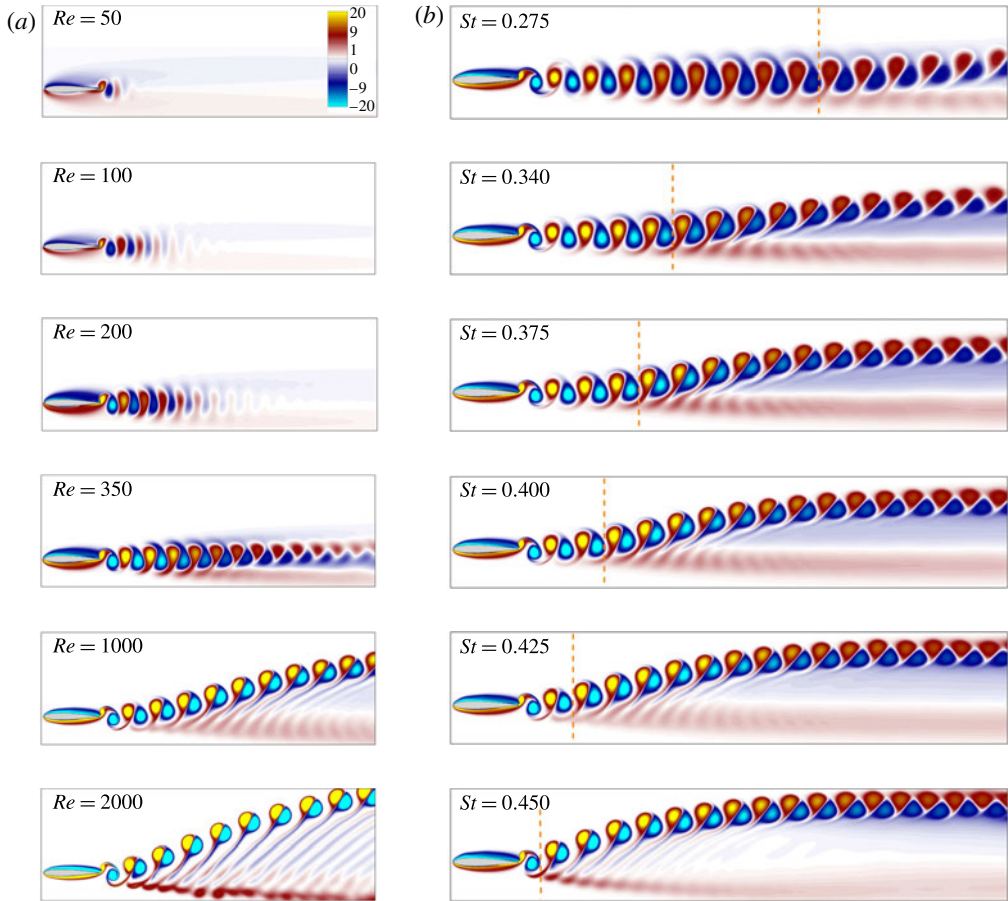 (a)
Re = 50
20
9
1
0
−9
−20
Re = 100
Re = 200
Re = 350
Re = 1000
Re = 2000
(b)
St = 0.275
St = 0.340
St = 0.375
St = 0.400
St = 0.425
St = 0.450